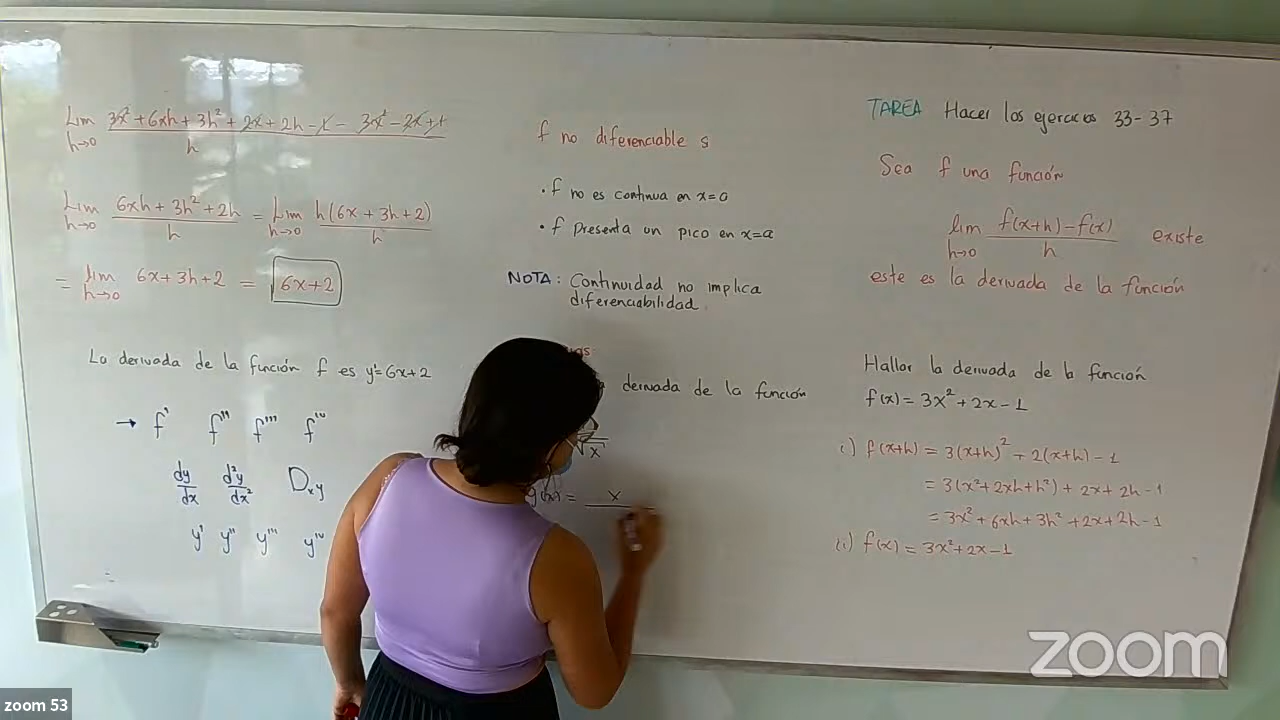 Lim h→0 3x² + 6xh + 3h² + 2x + 2h - 1 - 3x² - 2x + 1 / h
Lim h→0 6xh + 3h² + 2h / h = Lim h→0 h(6x + 3h + 2) / h
= lim h→0 6x + 3h + 2 = 6x + 2
La derivada de la función f es y' = 6x + 2
→ f' f'' f''' f''''
dy/dx d²y/dx² Dxy
y' y'' y''' y''''
f no diferenciable s
• f no es continua en x=a
• f presenta un pico en x=a
NOTA: Continuidad no implica
diferenciabilidad.
derivada de la función
√x
g(x) = x
TAREA Hacer los ejercicios 33-37
Sea f una función
lim h→0 f(x+h) - f(x) / h existe
este es la derivada de la función
Hallar la derivada de la función
f(x) = 3x² + 2x - 1
i) f(x+h) = 3(x+h)² + 2(x+h) - 1
= 3(x² + 2xh + h²) + 2x + 2h - 1
= 3x² + 6xh + 3h² + 2x + 2h - 1
ii) f(x) = 3x² + 2x - 1
zoom
zoom 53